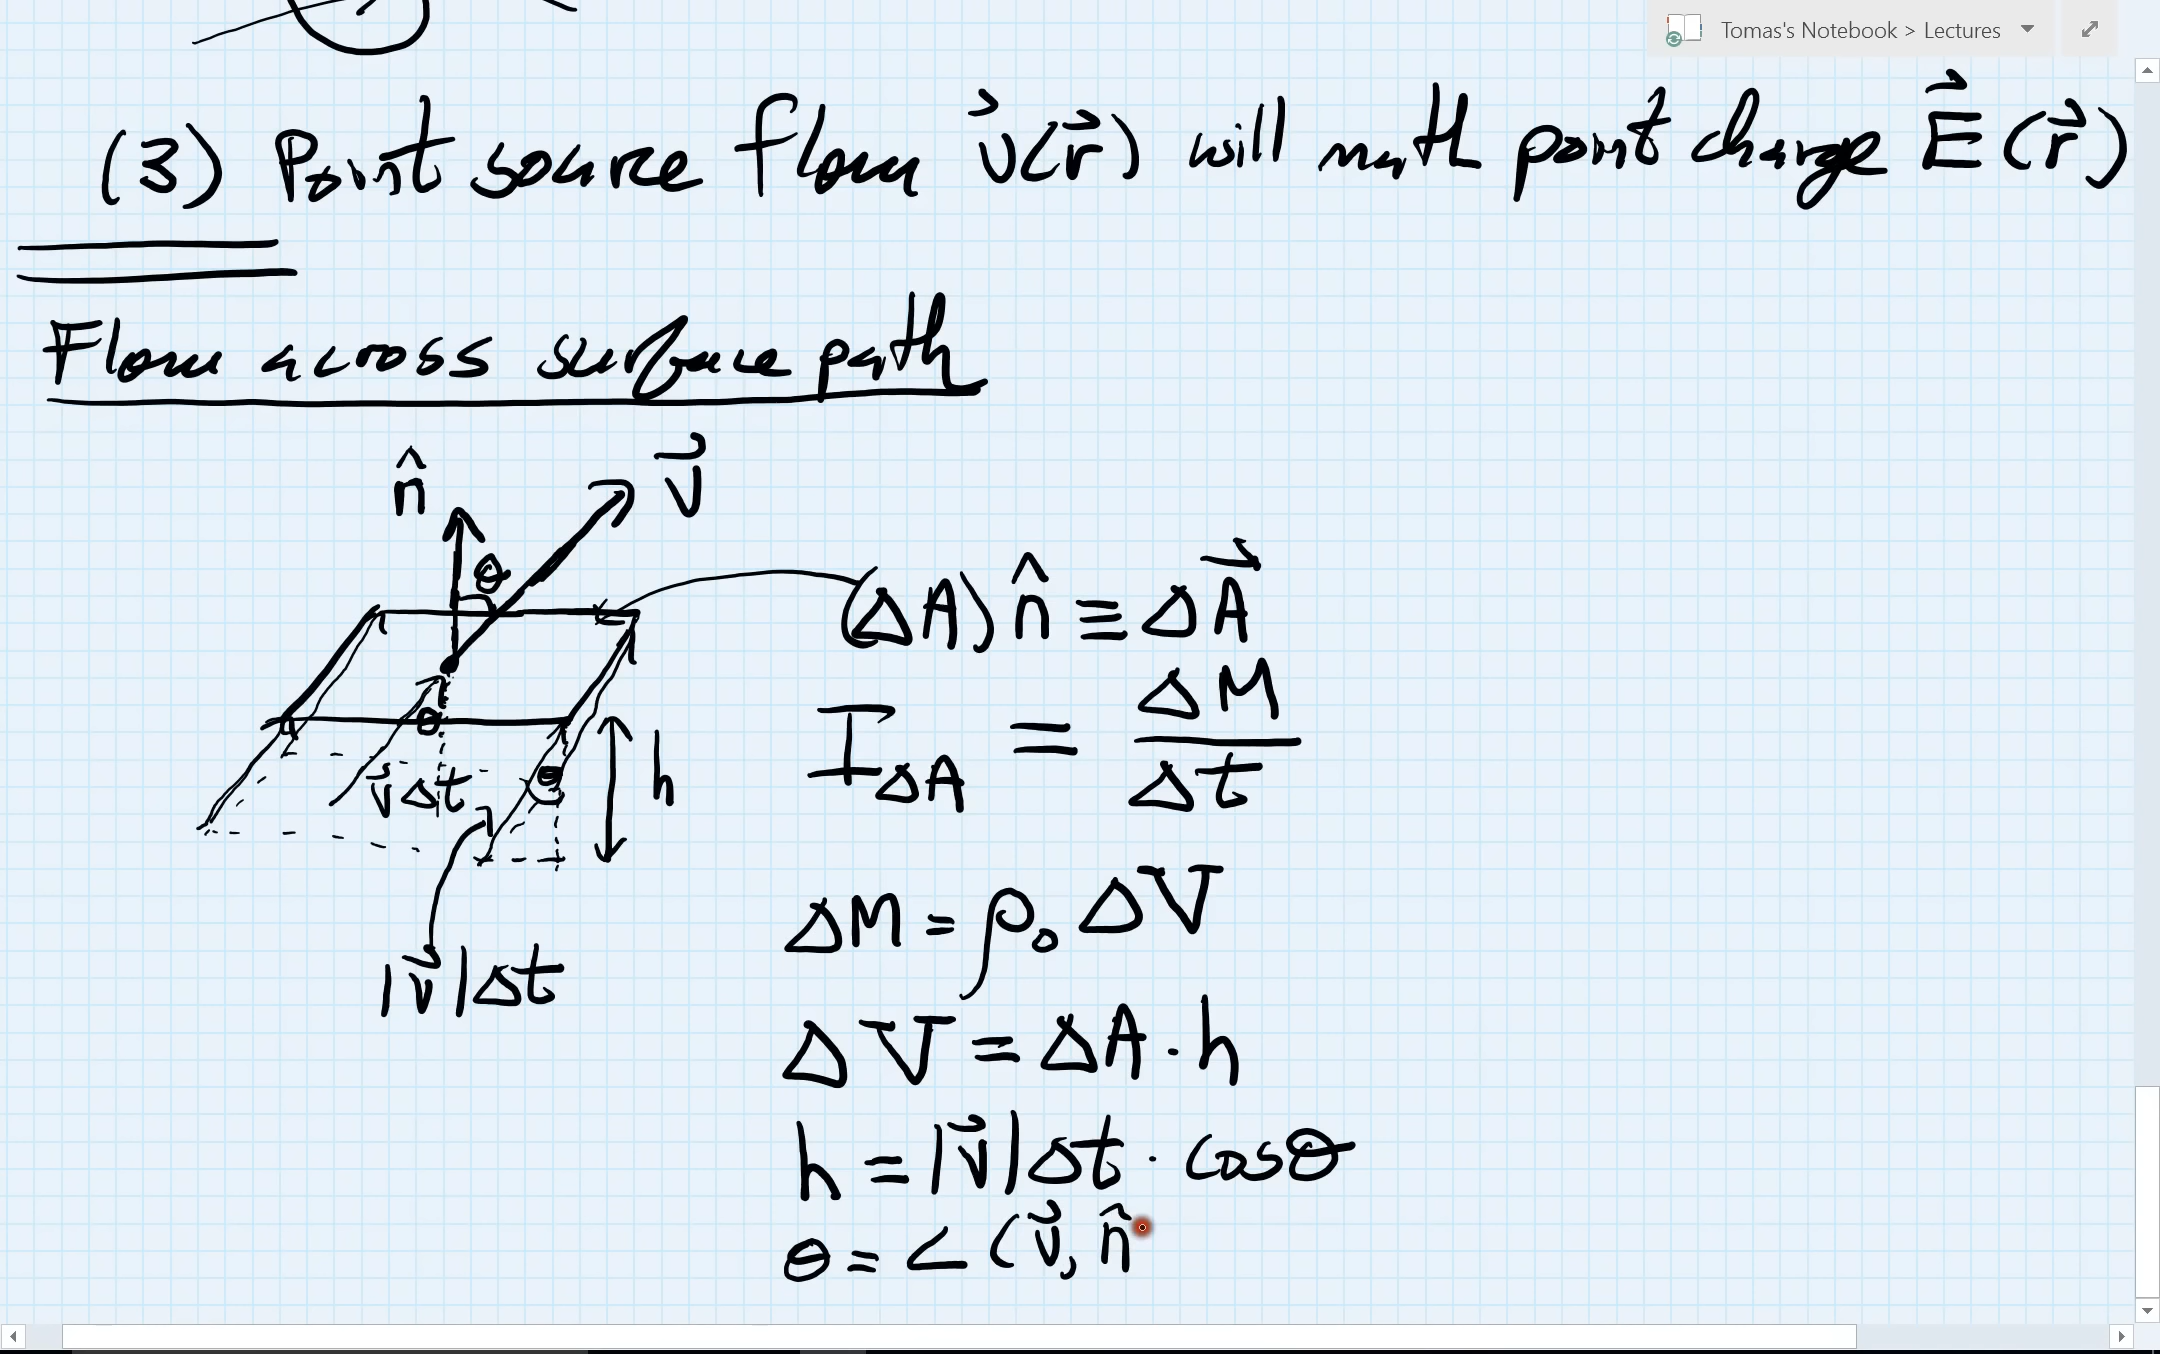 Tomas's Notebook > Lectures
(3) Point source flow v⃗(r⃗) will math point charge E⃗(r⃗)
Flow across surface path
n̂
v⃗
θ
(ΔA) n̂ ≡ ΔA⃗
I_ΔA = ΔM/Δt
θ
v⃗Δt
θ
h
|v⃗|Δt
ΔM = ρ₀ ΔV
ΔV = ΔA · h
h = |v⃗|Δt · cosθ
θ = ∠(v⃗, n̂